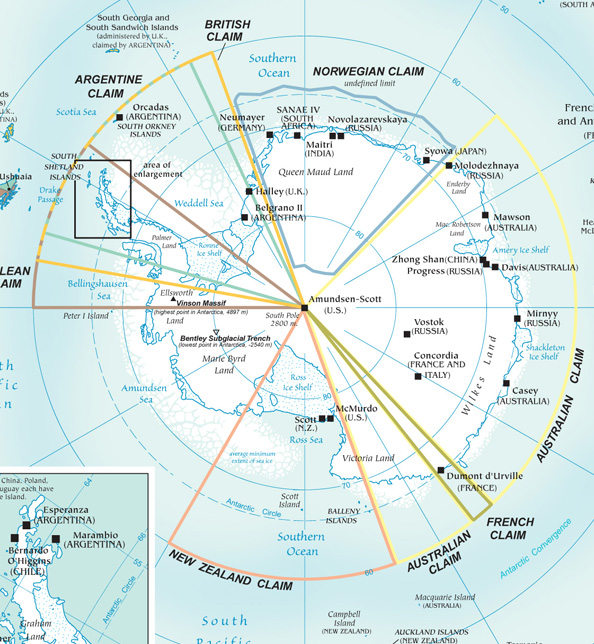 South Georgia and
South Sandwich Islands
(administered by U.K.,
claimed by ARGENTINA)
BRITISH
CLAIM
50
(SOUTH A
Southern
Ocean
60
ARGENTINE
CLAIM
NORWEGIAN CLAIM
undefined limit
Scotia Sea
Orcadas
(ARGENTINA)
SOUTH ORKNEY
ISLANDS
Neumayer
(GERMANY)
SANAE IV
(SOUTH
AFRICA)
Novolazarevskaya
(RUSSIA)
Maitri
(INDIA)
Frenc
and An
SOUTH
SHETLAND
ISLANDS
area of
enlargement
Syowa (JAPAN)
70
Molodezhnaya
(RUSSIA)
Queen Maud Land
Enderby
Land
Ushuaia
Drake
Passage
Weddell Sea
Halley (U.K.)
Belgrano II
(ARGENTINA)
Mawson
(AUSTRALIA)
Mac. Robertson
Land
80
Palmer
Land
Ronne
Ice Shelf
Amery Ice Shelf
Zhong Shan (CHINA)
Progress (RUSSIA)
Davis (AUSTRALIA)
LEAN
AIM
Bellingshausen
Sea
Ellsworth
Land
Vinson Massif
(highest point in Antarctica, 4897 m)
Amundsen-Scott
(U.S.)
South Pole
2800 m.
Peter I Island
Mirnyy
(RUSSIA)
Vostok
(RUSSIA)
Bentley Subglacial Trench
(lowest point in Antarctica, -2540 m)
Shackleton
Ice Shelf
Marie Byrd
Land
Concordia
(FRANCE AND
ITALY)
Wilkes Land
Ross
Ice Shelf
80
Amundsen
Sea
Casey
(AUSTRALIA)
AUSTRALIAN CLAIM
McMurdo
(U.S.)
Scott
(N.Z.)
Ross Sea
average minimum
extent of sea ice
Victoria Land
Dumont d'Urville
(FRANCE)
70
Scott
Island
Antarctic Circle
BALLENY
ISLANDS
FRENCH
CLAIM
Southern
Ocean
AUSTRALIAN
CLAIM
NEW ZEALAND CLAIM
60
Antarctic Convergence
China, Poland,
uguay each have
e Island.
Esperanza
(ARGENTINA)
Marambio
(ARGENTINA)
64
Bernardo
O'Higgins
(CHILE)
66
Antarctic Circle
Graham
Land
Macquarie Island
(AUSTRALIA)
South
Pacific
Campbell
Island
(NEW ZEALAND)
AUCKLAND ISLANDS
(NEW ZEALAND)